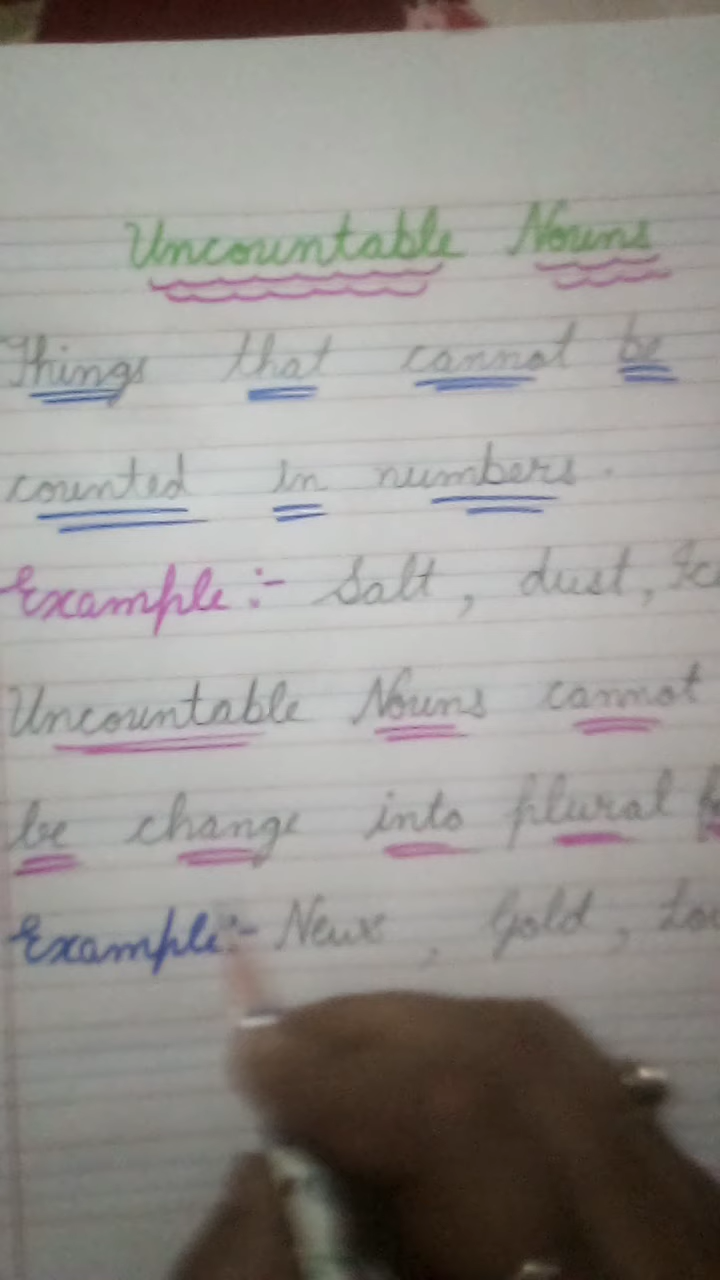 Uncountable Nouns
Things that cannot be
counted in numbers.
Example:- Salt, dust,
Uncountable Nouns cannot
be change into plural
Example:- News, Gold,